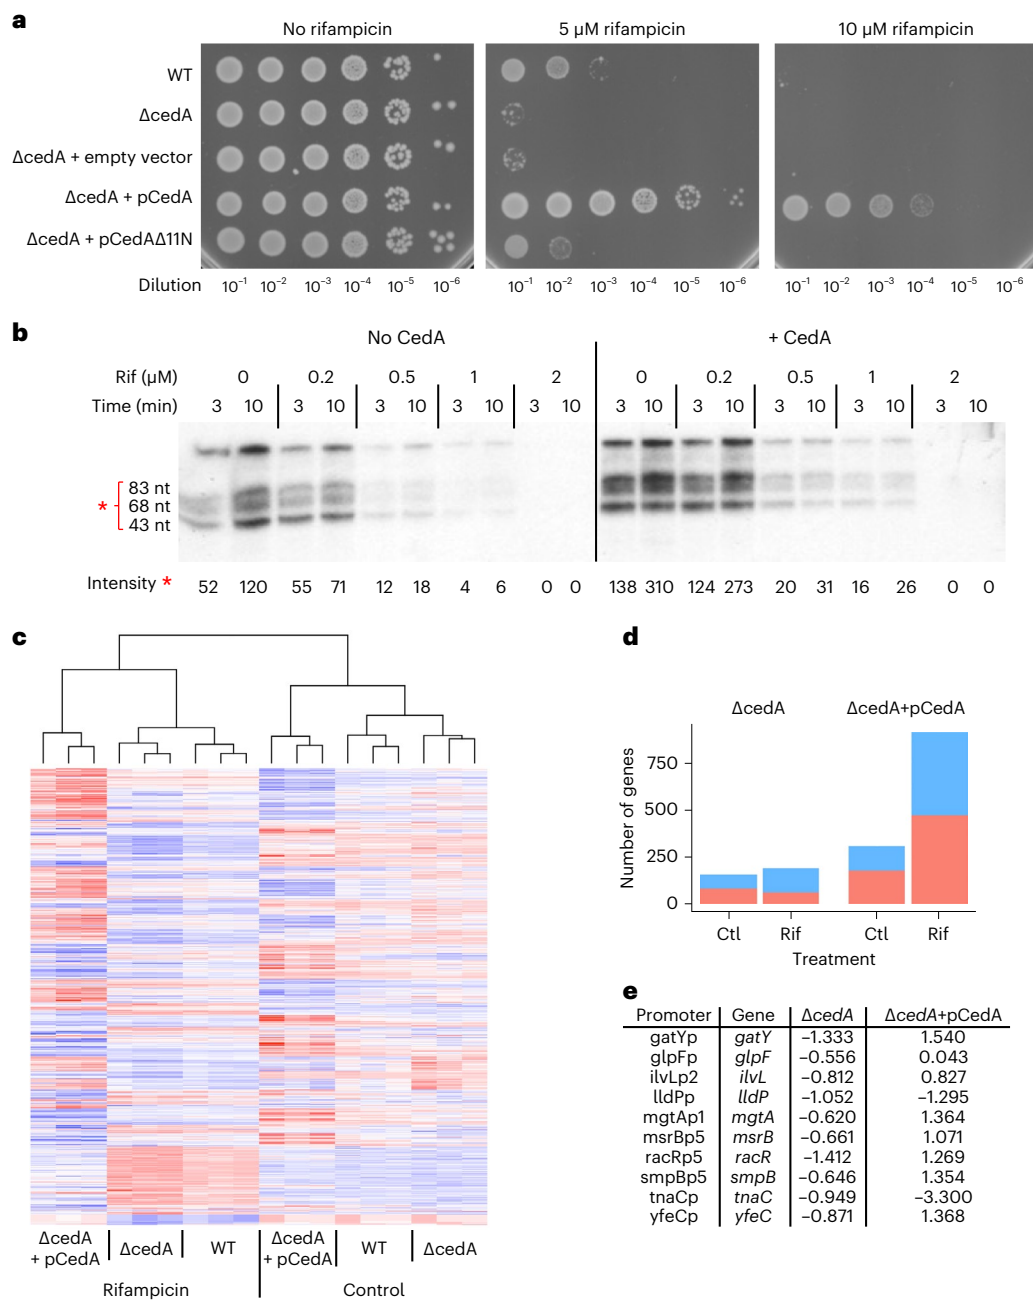 a
No rifampicin
5 µM rifampicin
10 µM rifampicin
WT
ΔcedA
ΔcedA + empty vector
ΔcedA + pCedA
ΔcedA + pCedAΔ11N
Dilution 10⁻¹ 10⁻² 10⁻³ 10⁻⁴ 10⁻⁵ 10⁻⁶ 10⁻¹ 10⁻² 10⁻³ 10⁻⁴ 10⁻⁵ 10⁻⁶ 10⁻¹ 10⁻² 10⁻³ 10⁻⁴ 10⁻⁵ 10⁻⁶
b
No CedA
+ CedA
Rif (µM) 0 0.2 0.5 1 2 0 0.2 0.5 1 2
Time (min) 3 10 3 10 3 10 3 10 3 10 3 10 3 10 3 10 3 10 3 10
83 nt
* 68 nt
43 nt
Intensity * 52 120 55 71 12 18 4 6 0 0 138 310 124 273 20 31 16 26 0 0
c
ΔcedA + pCedA
ΔcedA
WT
ΔcedA + pCedA
WT
ΔcedA
Rifampicin
Control
d
ΔcedA
ΔcedA+pCedA
Number of genes
750
500
250
0
Ctl Rif Ctl Rif
Treatment
e
Promoter Gene ΔcedA ΔcedA+pCedA
gatYp gatY −1.333 1.540
glpFp glpF −0.556 0.043
ilvLp2 ilvL −0.812 0.827
lldPp lldP −1.052 −1.295
mgtAp1 mgtA −0.620 1.364
msrBp5 msrB −0.661 1.071
racRp5 racR −1.412 1.269
smpBp5 smpB −0.646 1.354
tnaCp tnaC −0.949 −3.300
yfeCp yfeC −0.871 1.368